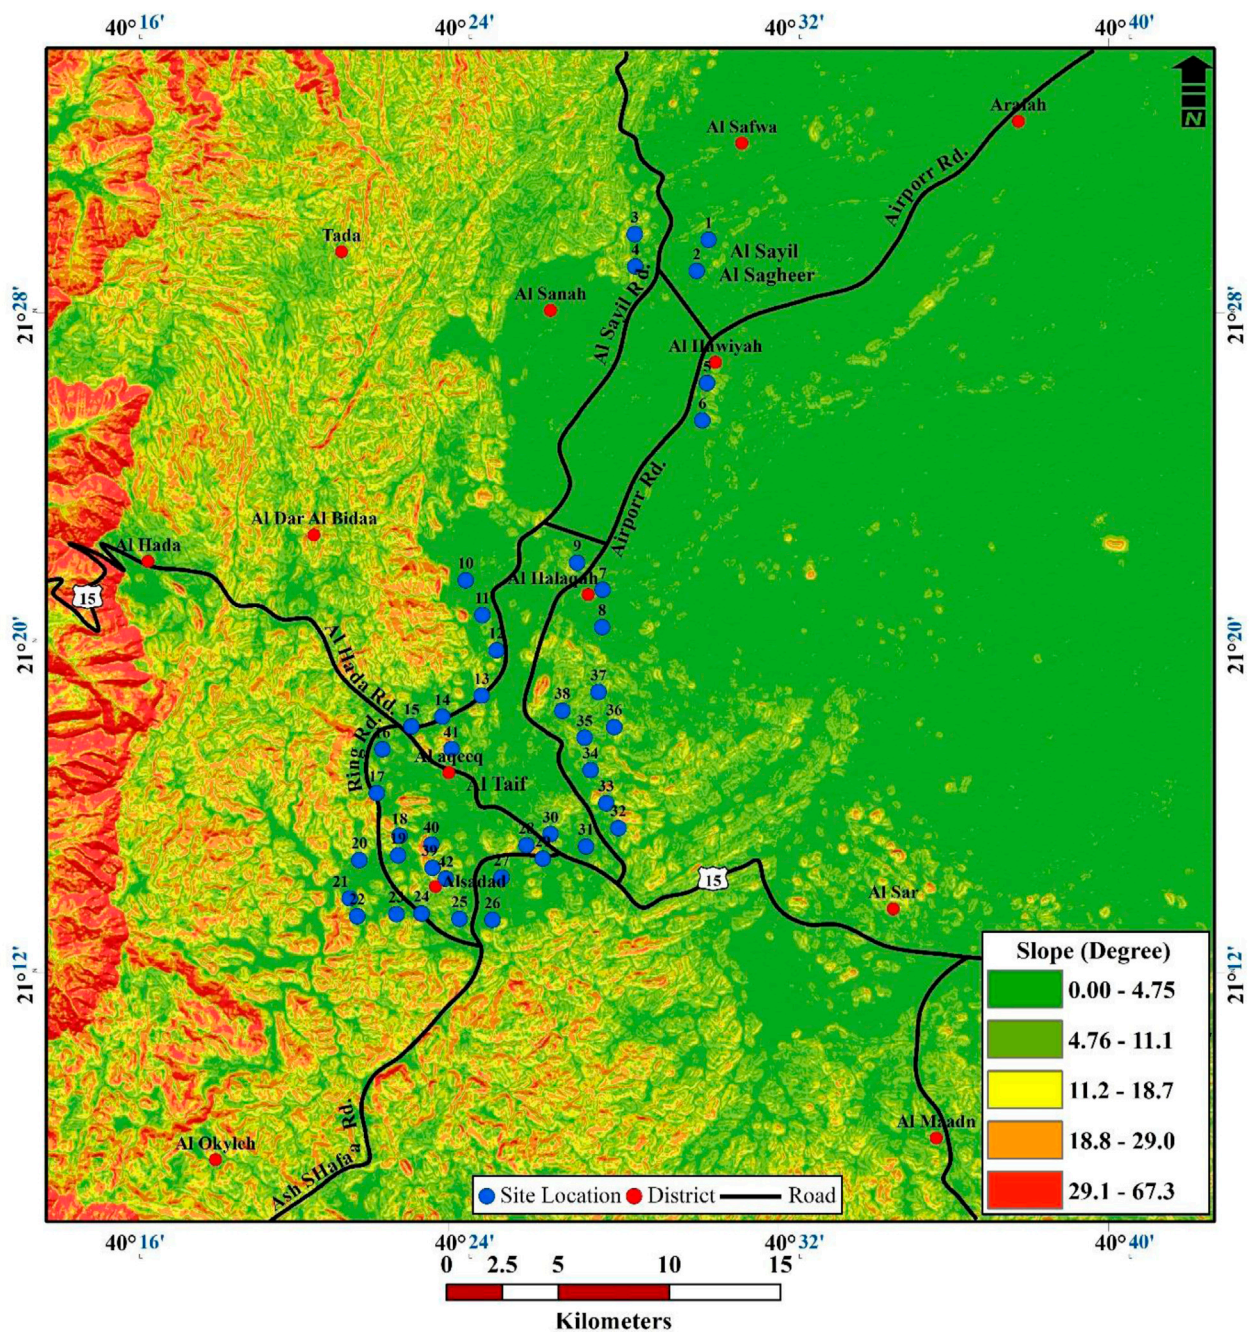 40°16' 40°24' 40°32' 40°40'
N
Arafah
Al Safwa
Airporr Rd.
3
1
Tada
Al Sayil
4
2
Al Sagheer
Al Sanah
21°28'
21°28'
Al Sayil Rd.
Al Hawiyah
5
6
Airporr Rd.
Al Dar Al Bidaa
Al Hada
9
10
Al Halaqah
7
15
11
8
12
21°20'
21°20'
Al Hada Rd.
13
37
38
14
15
36
Ring Rd.
16
41
35
Al aqeeq
34
Al Taif
17
33
32
18
40
30
28
31
19
39
29
20
42
27
Alsadad
15
21
Al Sar
22
23
24
25
26
21°12'
21°12'
Slope (Degree)
0.00 - 4.75
4.76 - 11.1
11.2 - 18.7
18.8 - 29.0
29.1 - 67.3
Al Maadn
Al Okyleh
Ash SHafa'a Rd.
Site Location District Road
40°16' 40°24' 40°32' 40°40'
0 2.5 5 10 15
Kilometers